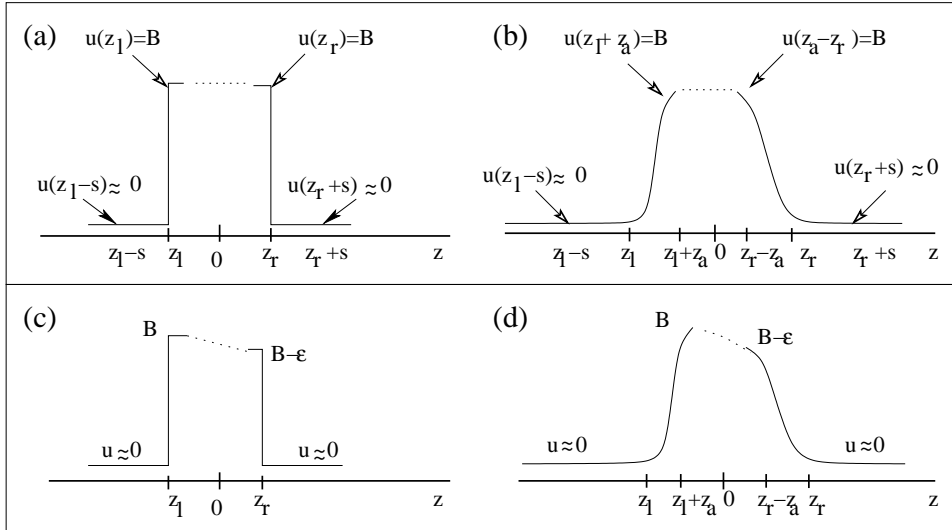 (a)
u(z_l)=B
u(z_r)=B
u(z_l−s)≈0
u(z_r+s)≈0
z_l−s z_l 0 z_r z_r+s z
(b)
u(z_l+z_a)=B
u(z_a−z_r)=B
u(z_l−s)≈0
u(z_r+s)≈0
z_l−s z_l z_l+z_a 0 z_r−z_a z_r z_r+s z
(c)
B
B−ε
u≈0
u≈0
z_l 0 z_r z
(d)
B
B−ε
u≈0
u≈0
z_l z_l+z_a 0 z_r−z_a z_r z